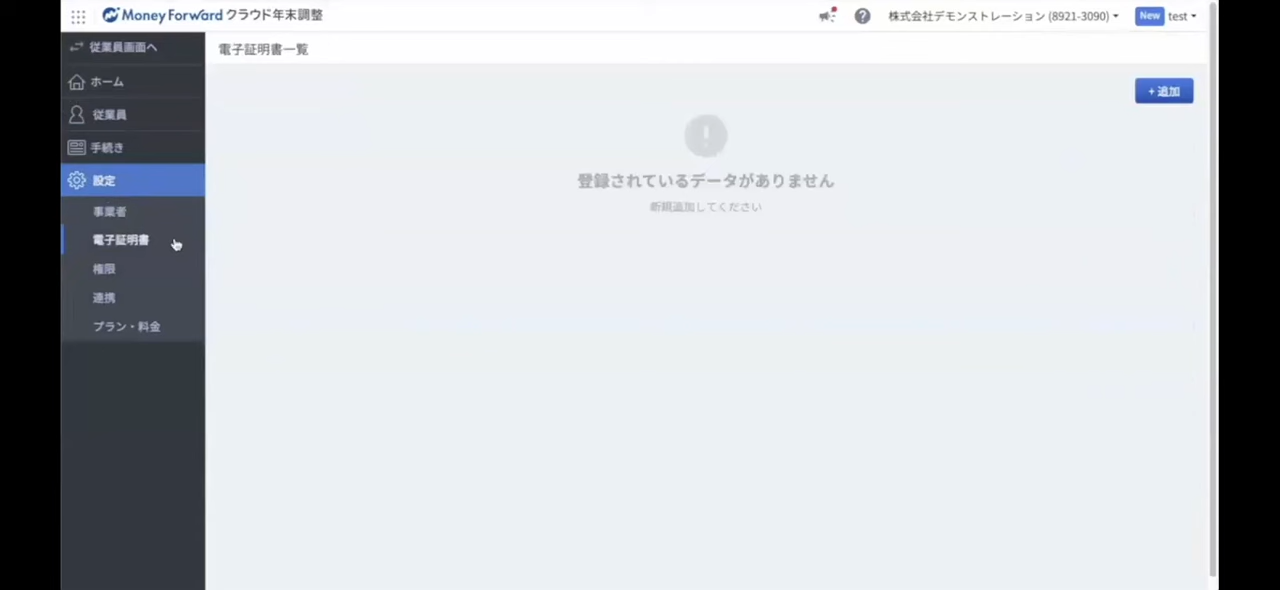 Money Forward クラウド年末調整
株式会社デモンストレーション (8921-3090)
New
test
従業員画面へ
電子証明書一覧
ホーム
+ 追加
従業員
手続き
設定
登録されているデータがありません
新規追加してください
事業者
電子証明書
権限
連携
プラン・料金